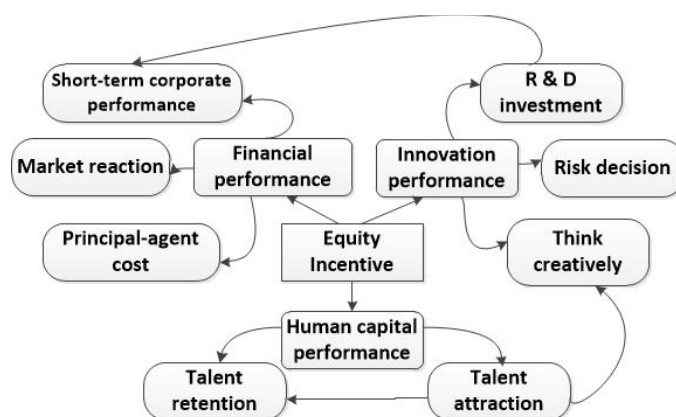 Short-term corporate
performance
R & D
investment
Market reaction
Financial
performance
Innovation
performance
Risk decision
Principal-agent
cost
Equity
Incentive
Think
creatively
Human capital
performance
Talent
retention
Talent
attraction